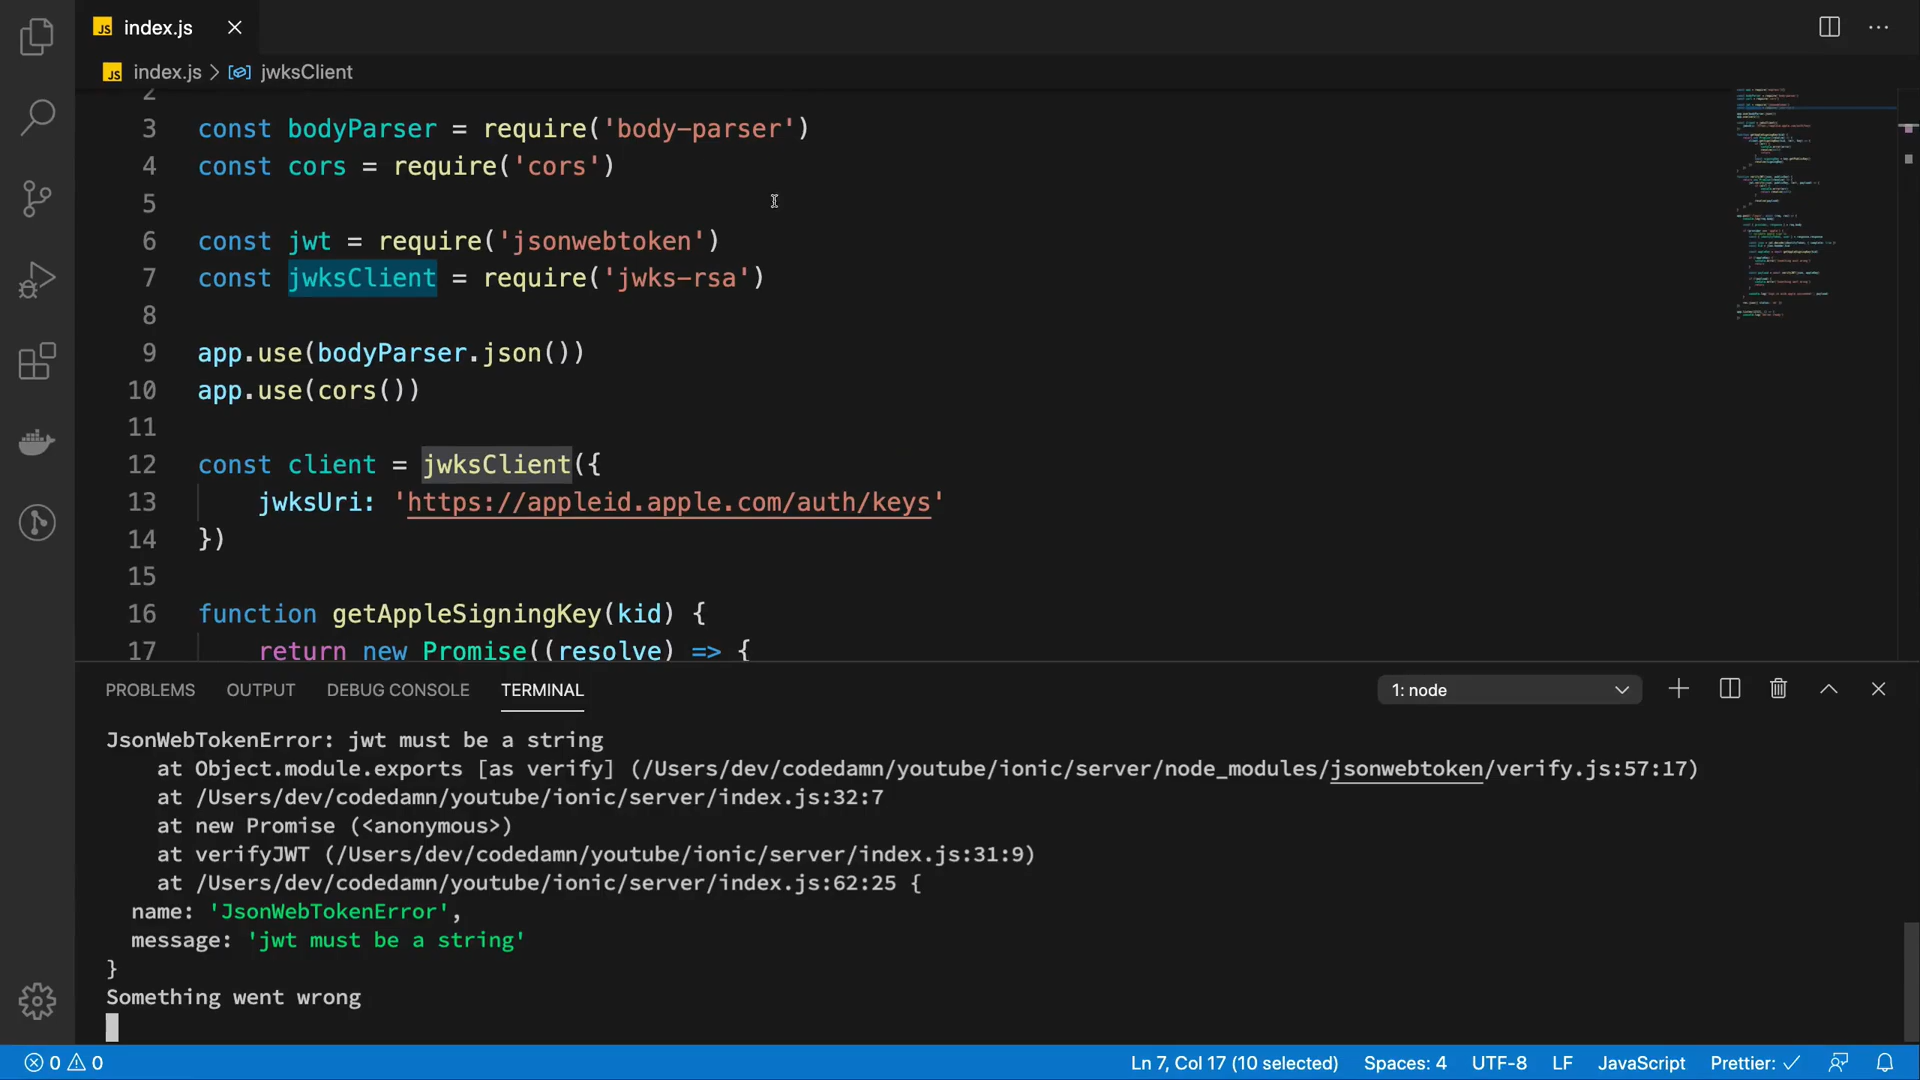 JS index.js
JS index.js > jwksClient
2
3 const bodyParser = require('body-parser')
4 const cors = require('cors')
5
6 const jwt = require('jsonwebtoken')
7 const jwksClient = require('jwks-rsa')
8
9 app.use(bodyParser.json())
10 app.use(cors())
11
12 const client = jwksClient({
13 jwksUri: 'https://appleid.apple.com/auth/keys'
14 })
15
16 function getAppleSigningKey(kid) {
17 return new Promise((resolve) => {
PROBLEMS OUTPUT DEBUG CONSOLE TERMINAL 1: node
JsonWebTokenError: jwt must be a string
at Object.module.exports [as verify] (/Users/dev/codedamn/youtube/ionic/server/node_modules/jsonwebtoken/verify.js:57:17)
at /Users/dev/codedamn/youtube/ionic/server/index.js:32:7
at new Promise (<anonymous>)
at verifyJWT (/Users/dev/codedamn/youtube/ionic/server/index.js:31:9)
at /Users/dev/codedamn/youtube/ionic/server/index.js:62:25 {
name: 'JsonWebTokenError',
message: 'jwt must be a string'
}
Something went wrong
0 0 Ln 7, Col 17 (10 selected) Spaces: 4 UTF-8 LF JavaScript Prettier: ✓